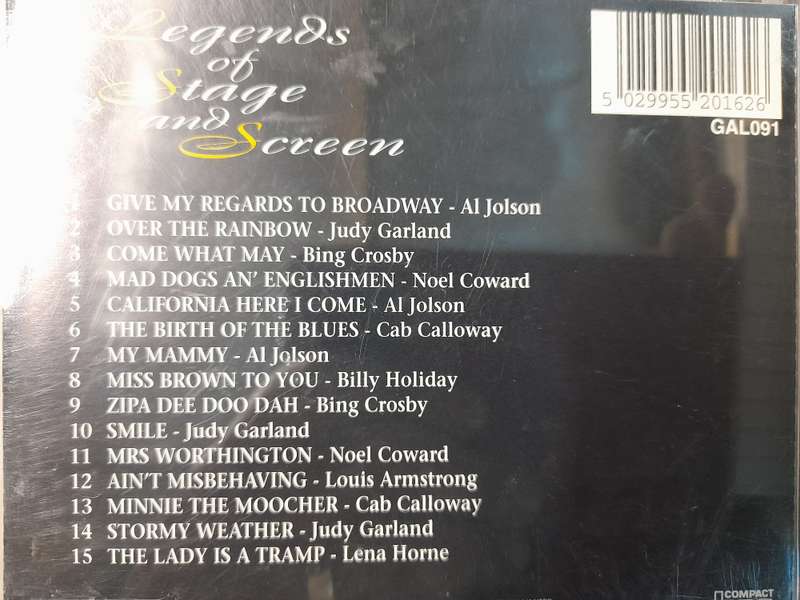 Legends
of
Stage
and
Screen
5 029955 201626
GAL091
1 GIVE MY REGARDS TO BROADWAY - Al Jolson
2 OVER THE RAINBOW - Judy Garland
3 COME WHAT MAY - Bing Crosby
4 MAD DOGS AN' ENGLISHMEN - Noel Coward
5 CALIFORNIA HERE I COME - Al Jolson
6 THE BIRTH OF THE BLUES - Cab Calloway
7 MY MAMMY - Al Jolson
8 MISS BROWN TO YOU - Billy Holiday
9 ZIPA DEE DOO DAH - Bing Crosby
10 SMILE - Judy Garland
11 MRS WORTHINGTON - Noel Coward
12 AIN'T MISBEHAVING - Louis Armstrong
13 MINNIE THE MOOCHER - Cab Calloway
14 STORMY WEATHER - Judy Garland
15 THE LADY IS A TRAMP - Lena Horne
COMPACT